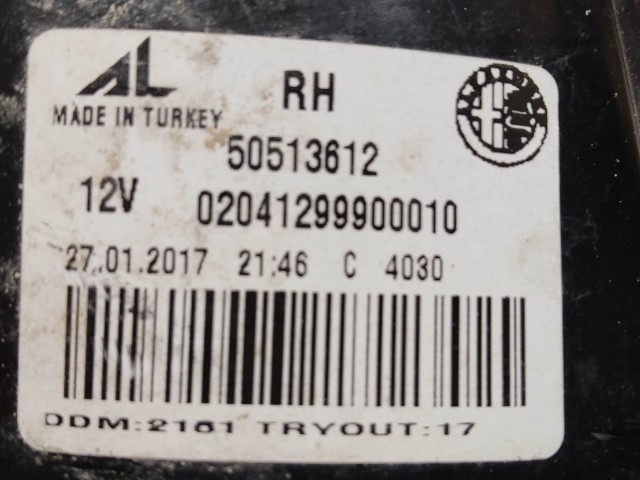 AL RH
MADE IN TURKEY
50513612
12V 02041299900010
27.01.2017 21:46 C 4030
DDM:2161 TRYOUT:17